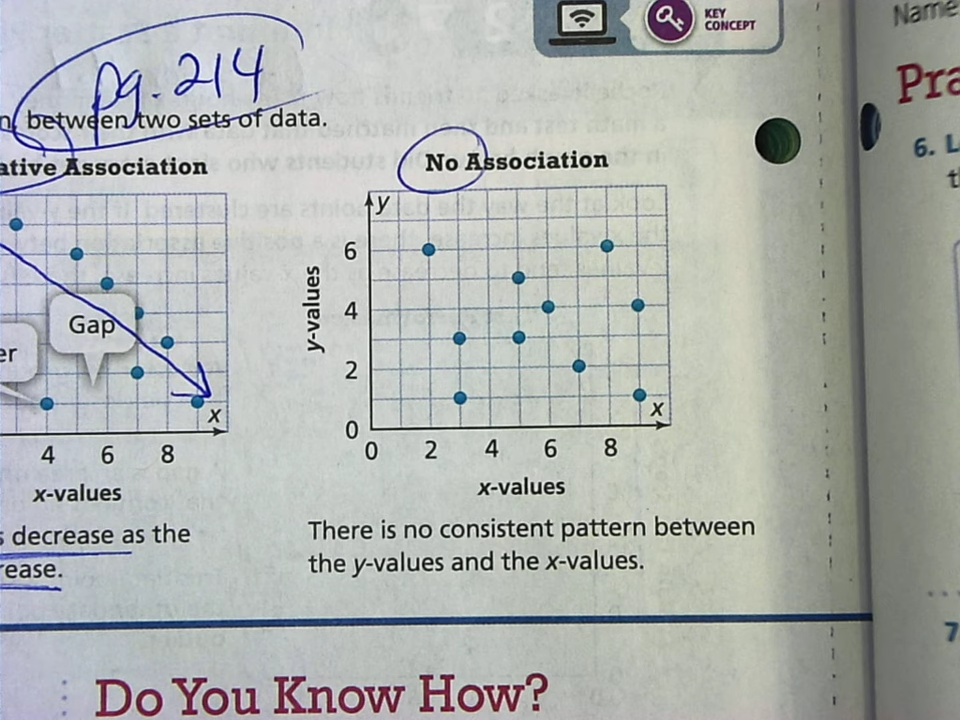 pg. 214
KEY
CONCEPT
between two sets of data.
ative Association
No Association
Gap
er
x
4 6 8
x-values
s decrease as the
rease.
y
y-values
6
4
2
0
x
0 2 4 6 8
x-values
There is no consistent pattern between
the y-values and the x-values.
Do You Know How?
Name
Pra
6. L
t
7